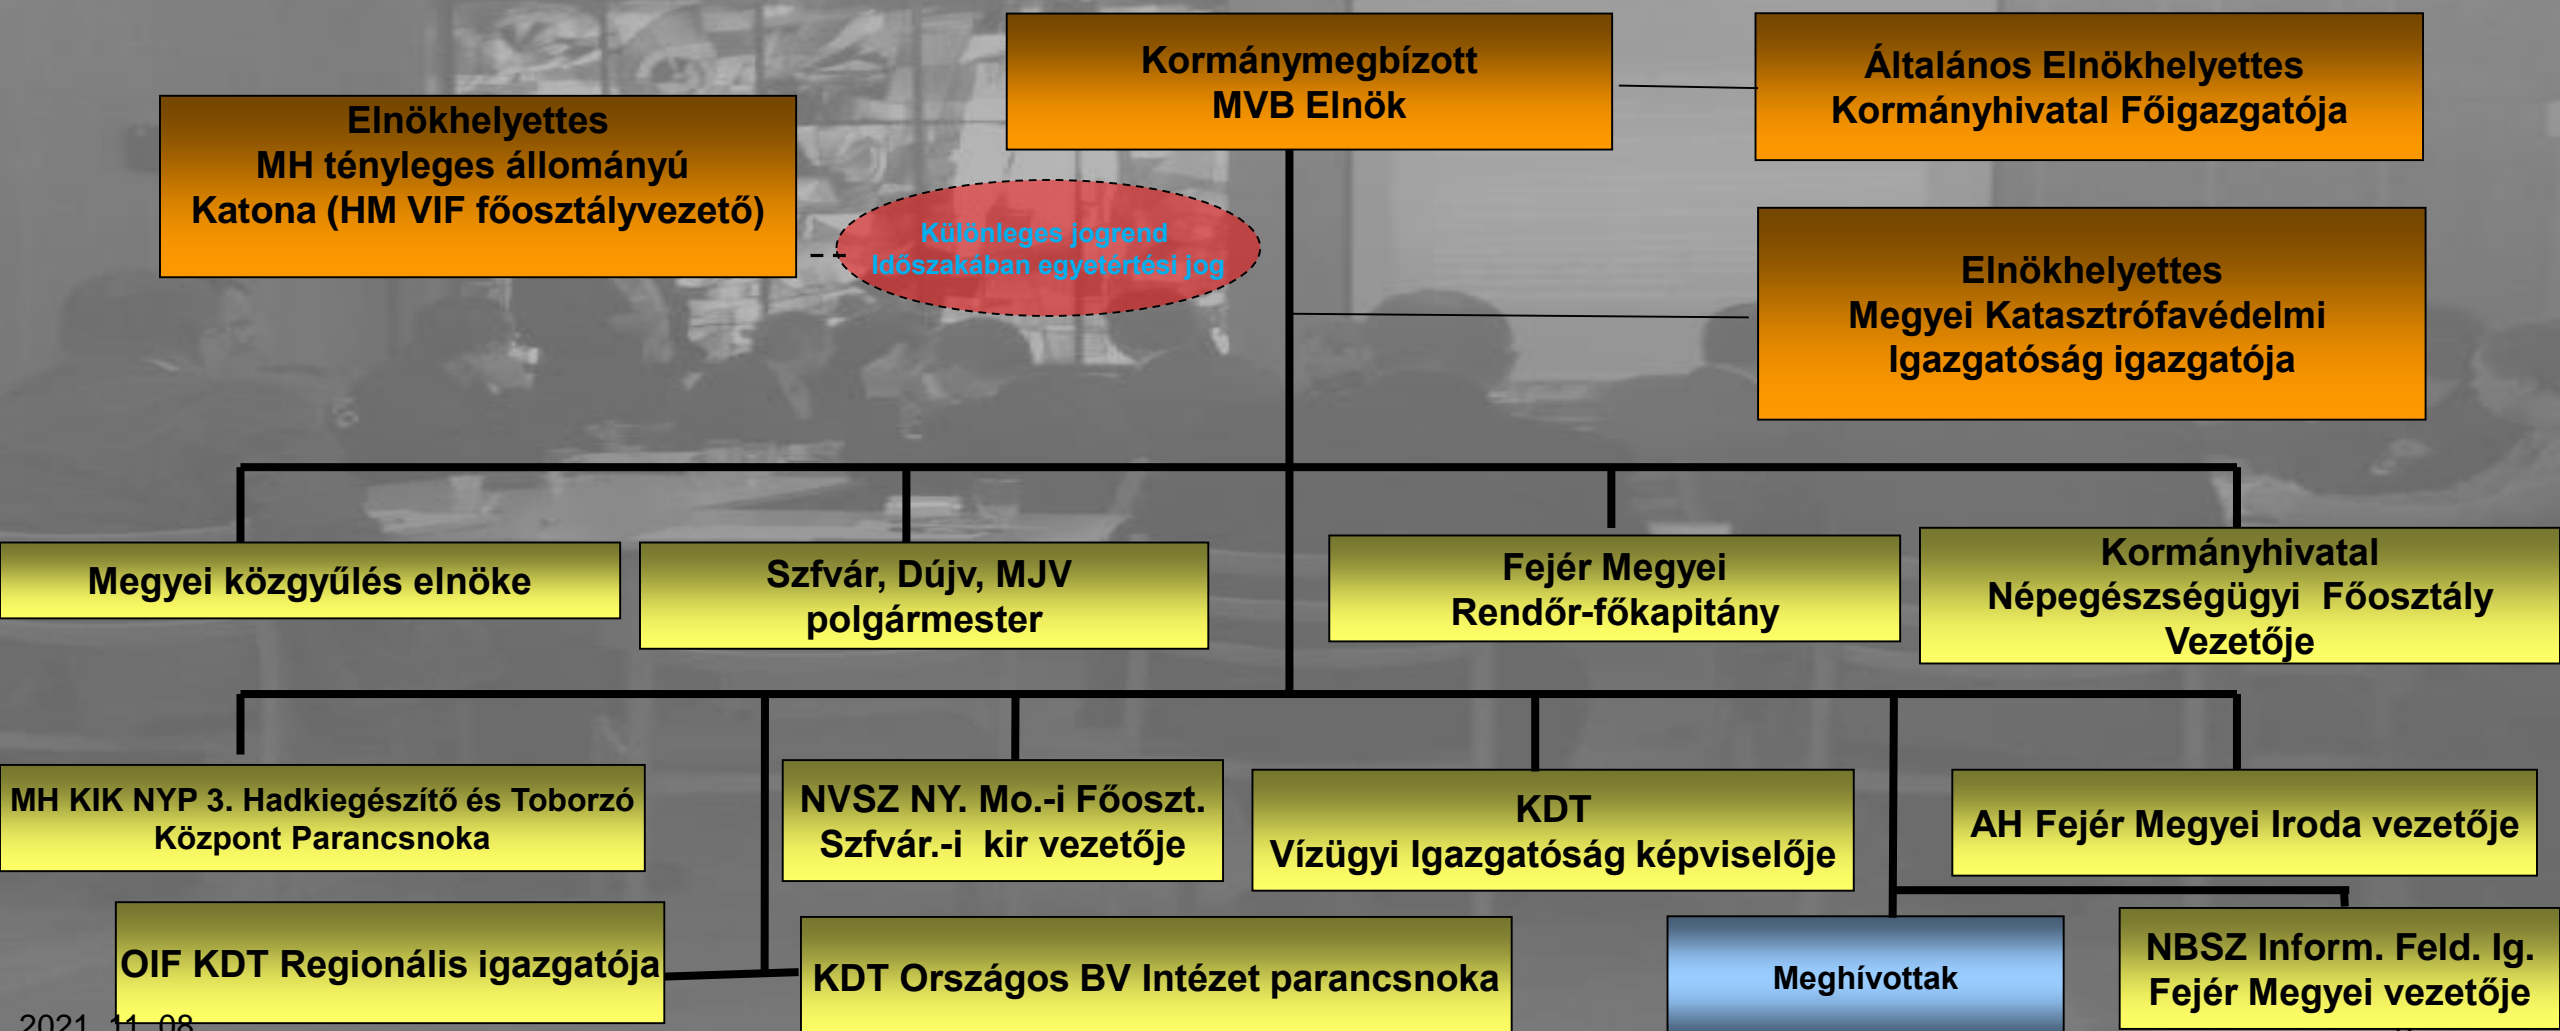 Kormánymegbízott
MVB Elnök
Általános Elnökhelyettes
Kormányhivatal Főigazgatója
Elnökhelyettes
MH tényleges állományú
Katona (HM VIF főosztályvezető)
Különleges jogrend
Időszakában egyetértési jog
Elnökhelyettes
Megyei Katasztrófavédelmi
Igazgatóság igazgatója
Megyei közgyűlés elnöke
Szfvár, Dújv, MJV
polgármester
Fejér Megyei
Rendőr-főkapitány
Kormányhivatal
Népegészségügyi Főosztály
Vezetője
MH KIK NYP 3. Hadkiegészítő és Toborzó
Központ Parancsnoka
NVSZ NY. Mo.-i Főoszt.
Szfvár.-i kir vezetője
KDT
Vízügyi Igazgatóság képviselője
AH Fejér Megyei Iroda vezetője
OIF KDT Regionális igazgatója
KDT Országos BV Intézet parancsnoka
Meghívottak
NBSZ Inform. Feld. Ig.
Fejér Megyei vezetője
2021. 11. 08.